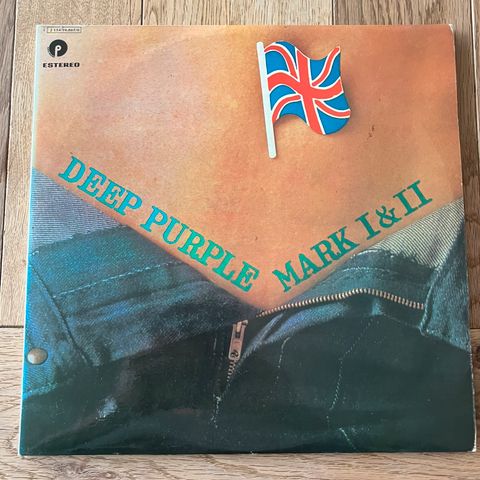 P
ESTEREO
DEEP PURPLE
MARK I & II